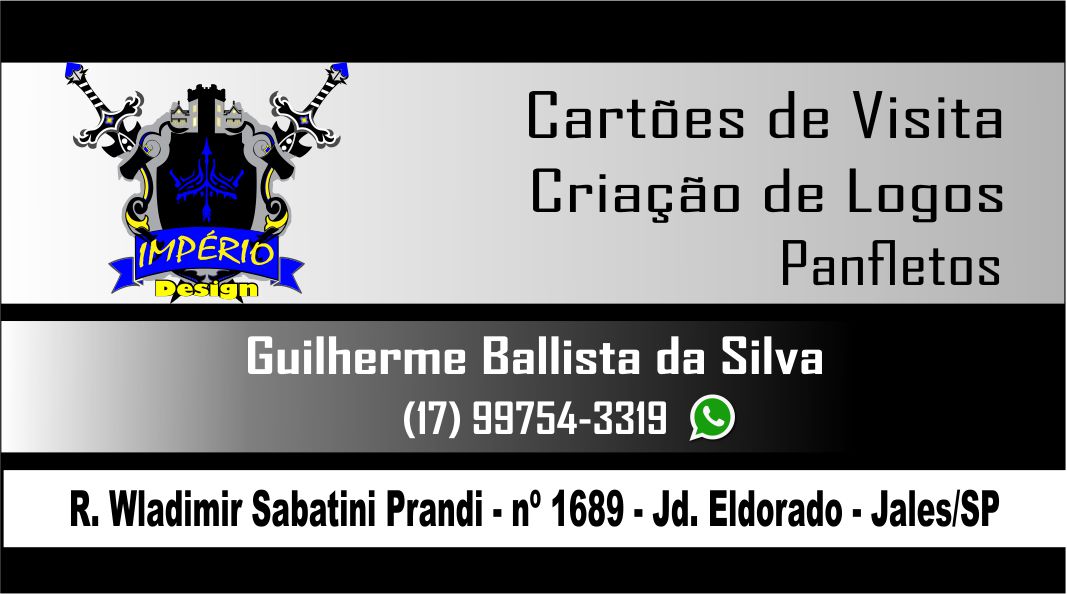 IMPÉRIO
Design
Cartões de Visita
Criação de Logos
Panfletos
Guilherme Ballista da Silva
(17) 99754-3319
R. Wladimir Sabatini Prandi - nº 1689 - Jd. Eldorado - Jales/SP